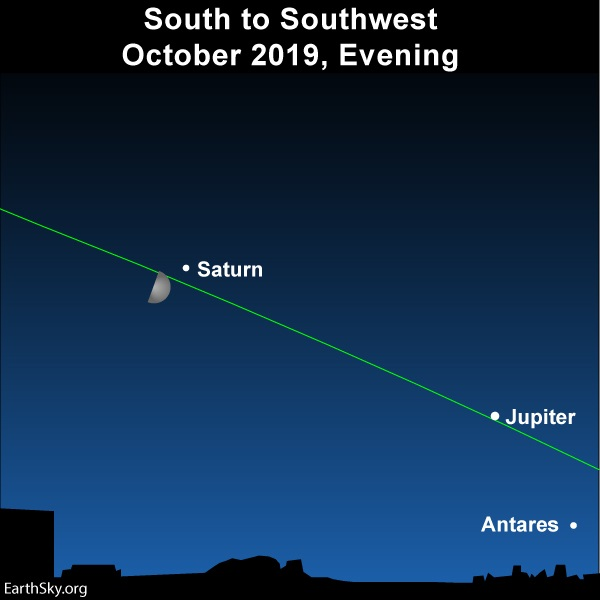 South to Southwest
October 2019, Evening
Saturn
Jupiter
Antares
EarthSky.org